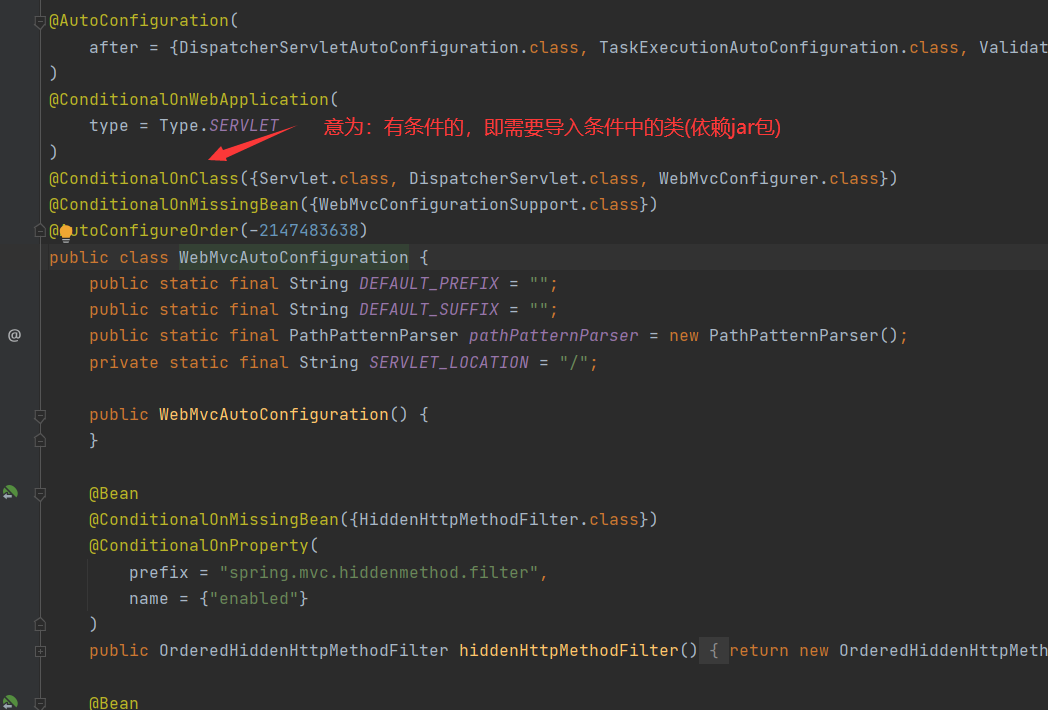 @AutoConfiguration(
    after = {DispatcherServletAutoConfiguration.class, TaskExecutionAutoConfiguration.class, Validat
)
@ConditionalOnWebApplication(
    type = Type.SERVLET
意为：有条件的，即需要导入条件中的类(依赖jar包)
)
@ConditionalOnClass({Servlet.class, DispatcherServlet.class, WebMvcConfigurer.class})
@ConditionalOnMissingBean({WebMvcConfigurationSupport.class})
@AutoConfigureOrder(-2147483638)
public class WebMvcAutoConfiguration {
    public static final String DEFAULT_PREFIX = "";
    public static final String DEFAULT_SUFFIX = "";
@
    public static final PathPatternParser pathPatternParser = new PathPatternParser();
    private static final String SERVLET_LOCATION = "/";
    public WebMvcAutoConfiguration() {
    }
    @Bean
    @ConditionalOnMissingBean({HiddenHttpMethodFilter.class})
    @ConditionalOnProperty(
        prefix = "spring.mvc.hiddenmethod.filter",
        name = {"enabled"}
    )
    public OrderedHiddenHttpMethodFilter hiddenHttpMethodFilter() { return new OrderedHiddenHttpMeth
    @Bean